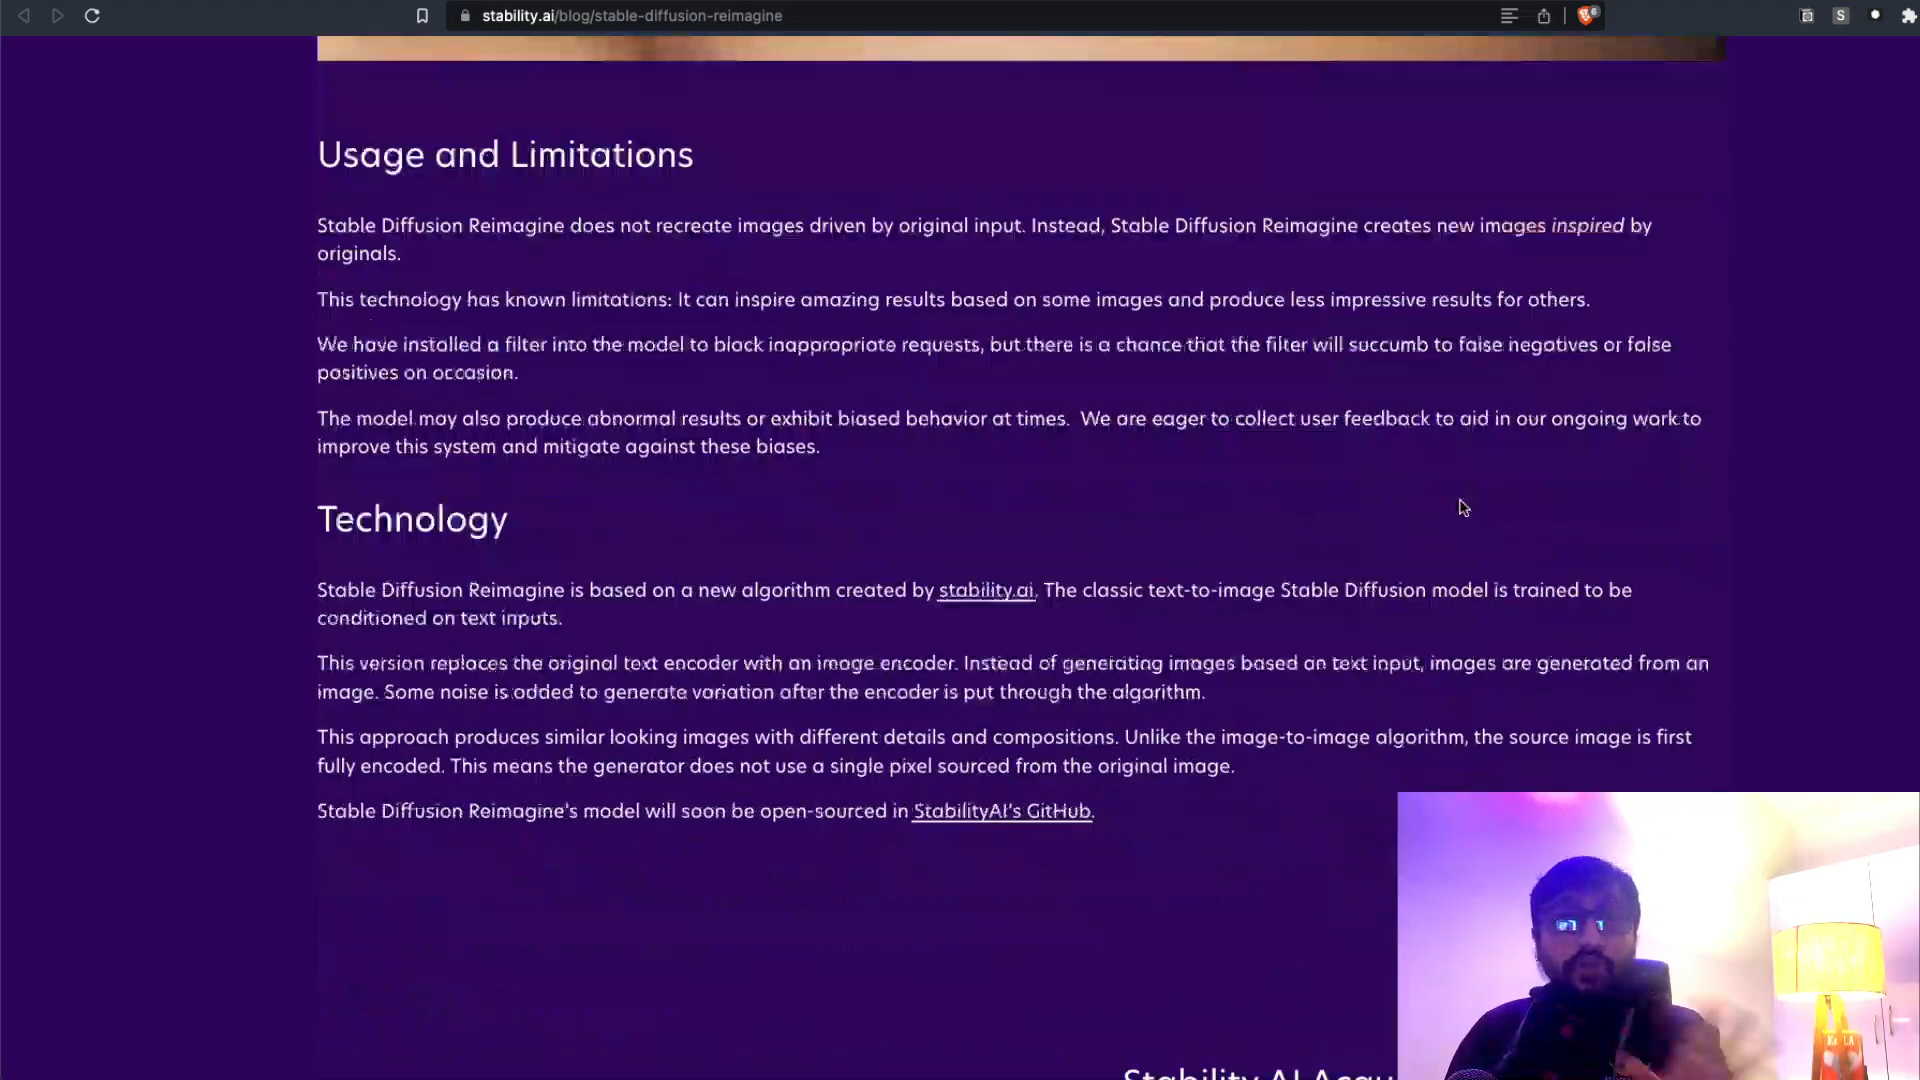 stability.ai/blog/stable-diffusion-reimagine
6
S
Usage and Limitations
Stable Diffusion Reimagine does not recreate images driven by original input. Instead, Stable Diffusion Reimagine creates new images inspired by
originals.
This technology has known limitations: It can inspire amazing results based on some images and produce less impressive results for others.
We have installed a filter into the model to block inappropriate requests, but there is a chance that the filter will succumb to false negatives or false
positives on occasion.
The model may also produce abnormal results or exhibit biased behavior at times. We are eager to collect user feedback to aid in our ongoing work to
improve this system and mitigate against these biases.
Technology
Stable Diffusion Reimagine is based on a new algorithm created by stability.ai. The classic text-to-image Stable Diffusion model is trained to be
conditioned on text inputs.
This version replaces the original text encoder with an image encoder. Instead of generating images based on text input, images are generated from an
image. Some noise is added to generate variation after the encoder is put through the algorithm.
This approach produces similar looking images with different details and compositions. Unlike the image-to-image algorithm, the source image is first
fully encoded. This means the generator does not use a single pixel sourced from the original image.
Stable Diffusion Reimagine's model will soon be open-sourced in StabilityAI's GitHub.
Stability AI